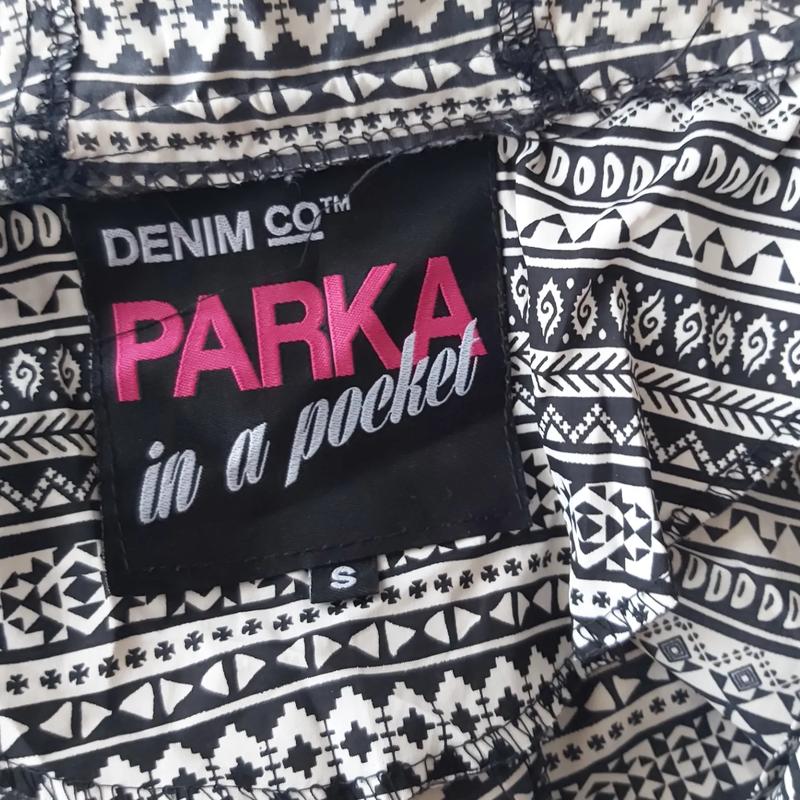 DENIM CO™
PARKA
in a pocket
S